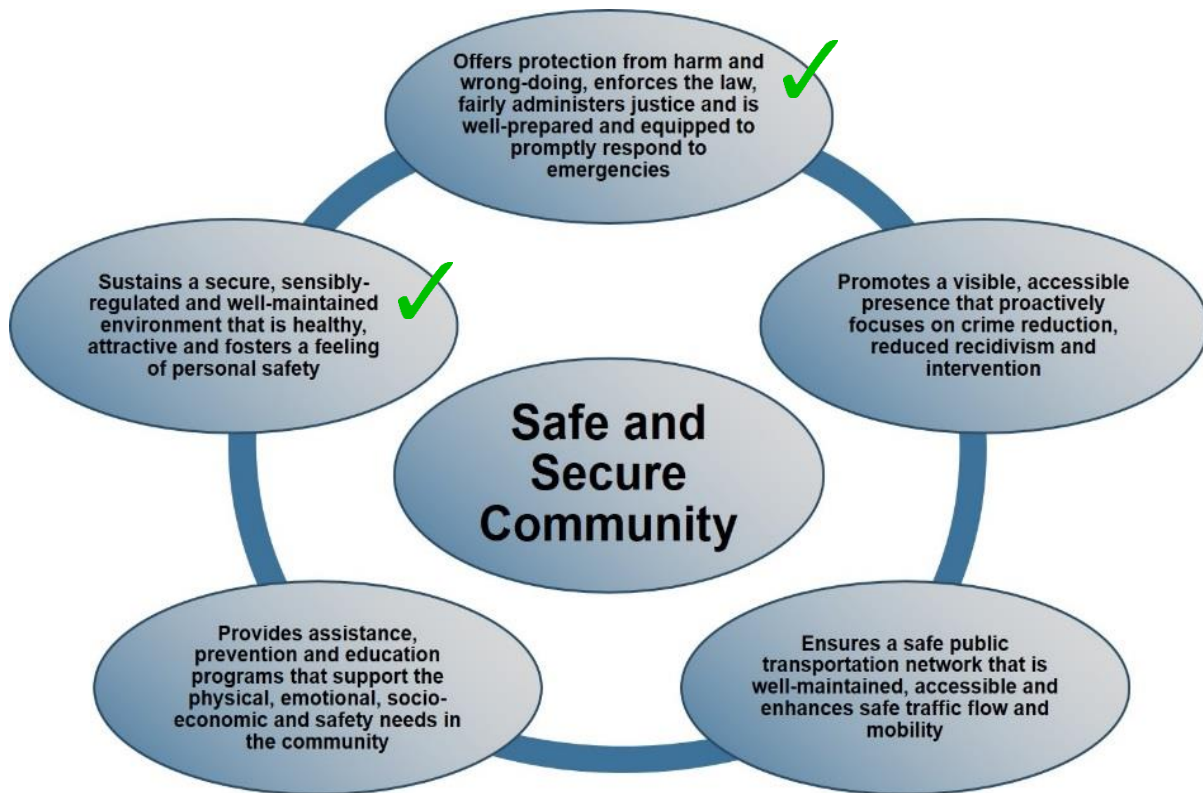 Offers protection from harm and
wrong-doing, enforces the law,
fairly administers justice and is
well-prepared and equipped to
promptly respond to
emergencies
Sustains a secure, sensibly-
regulated and well-maintained
environment that is healthy,
attractive and fosters a feeling
of personal safety
Promotes a visible, accessible
presence that proactively
focuses on crime reduction,
reduced recidivism and
intervention
Safe and
Secure
Community
Provides assistance,
prevention and education
programs that support the
physical, emotional, socio-
economic and safety needs in
the community
Ensures a safe public
transportation network that is
well-maintained, accessible and
enhances safe traffic flow and
mobility